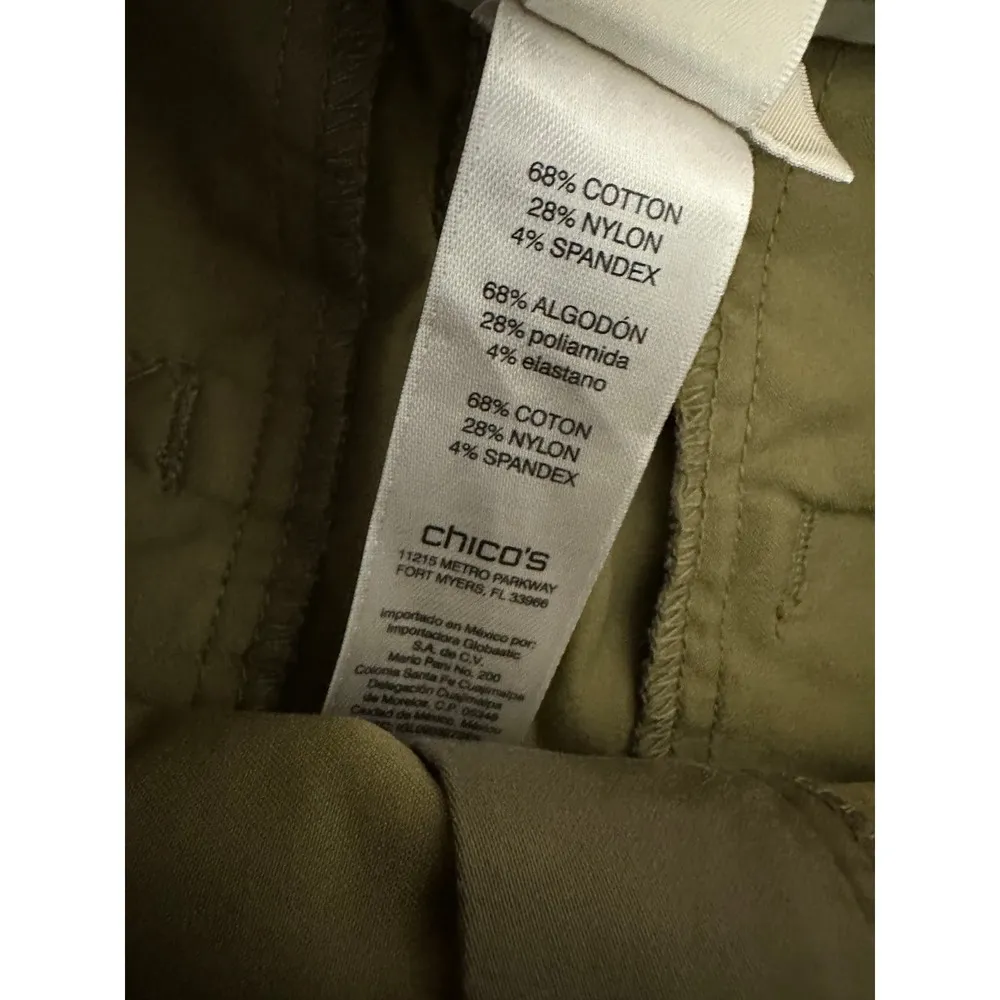 68% COTTON
28% NYLON
4% SPANDEX
68% ALGODÓN
28% poliamida
4% elastano
68% COTON
28% NYLON
4% SPANDEX
chico's
11215 METRO PARKWAY
FORT MYERS, FL 33966
Importado en México por:
Importadora Globastic
S.A. de C.V.
Mario Pani No. 200
Colonia Santa Fe Cuajimalpa
Delegación Cuajimalpa
de Morelos, C.P. 05348
Ciudad de México, México